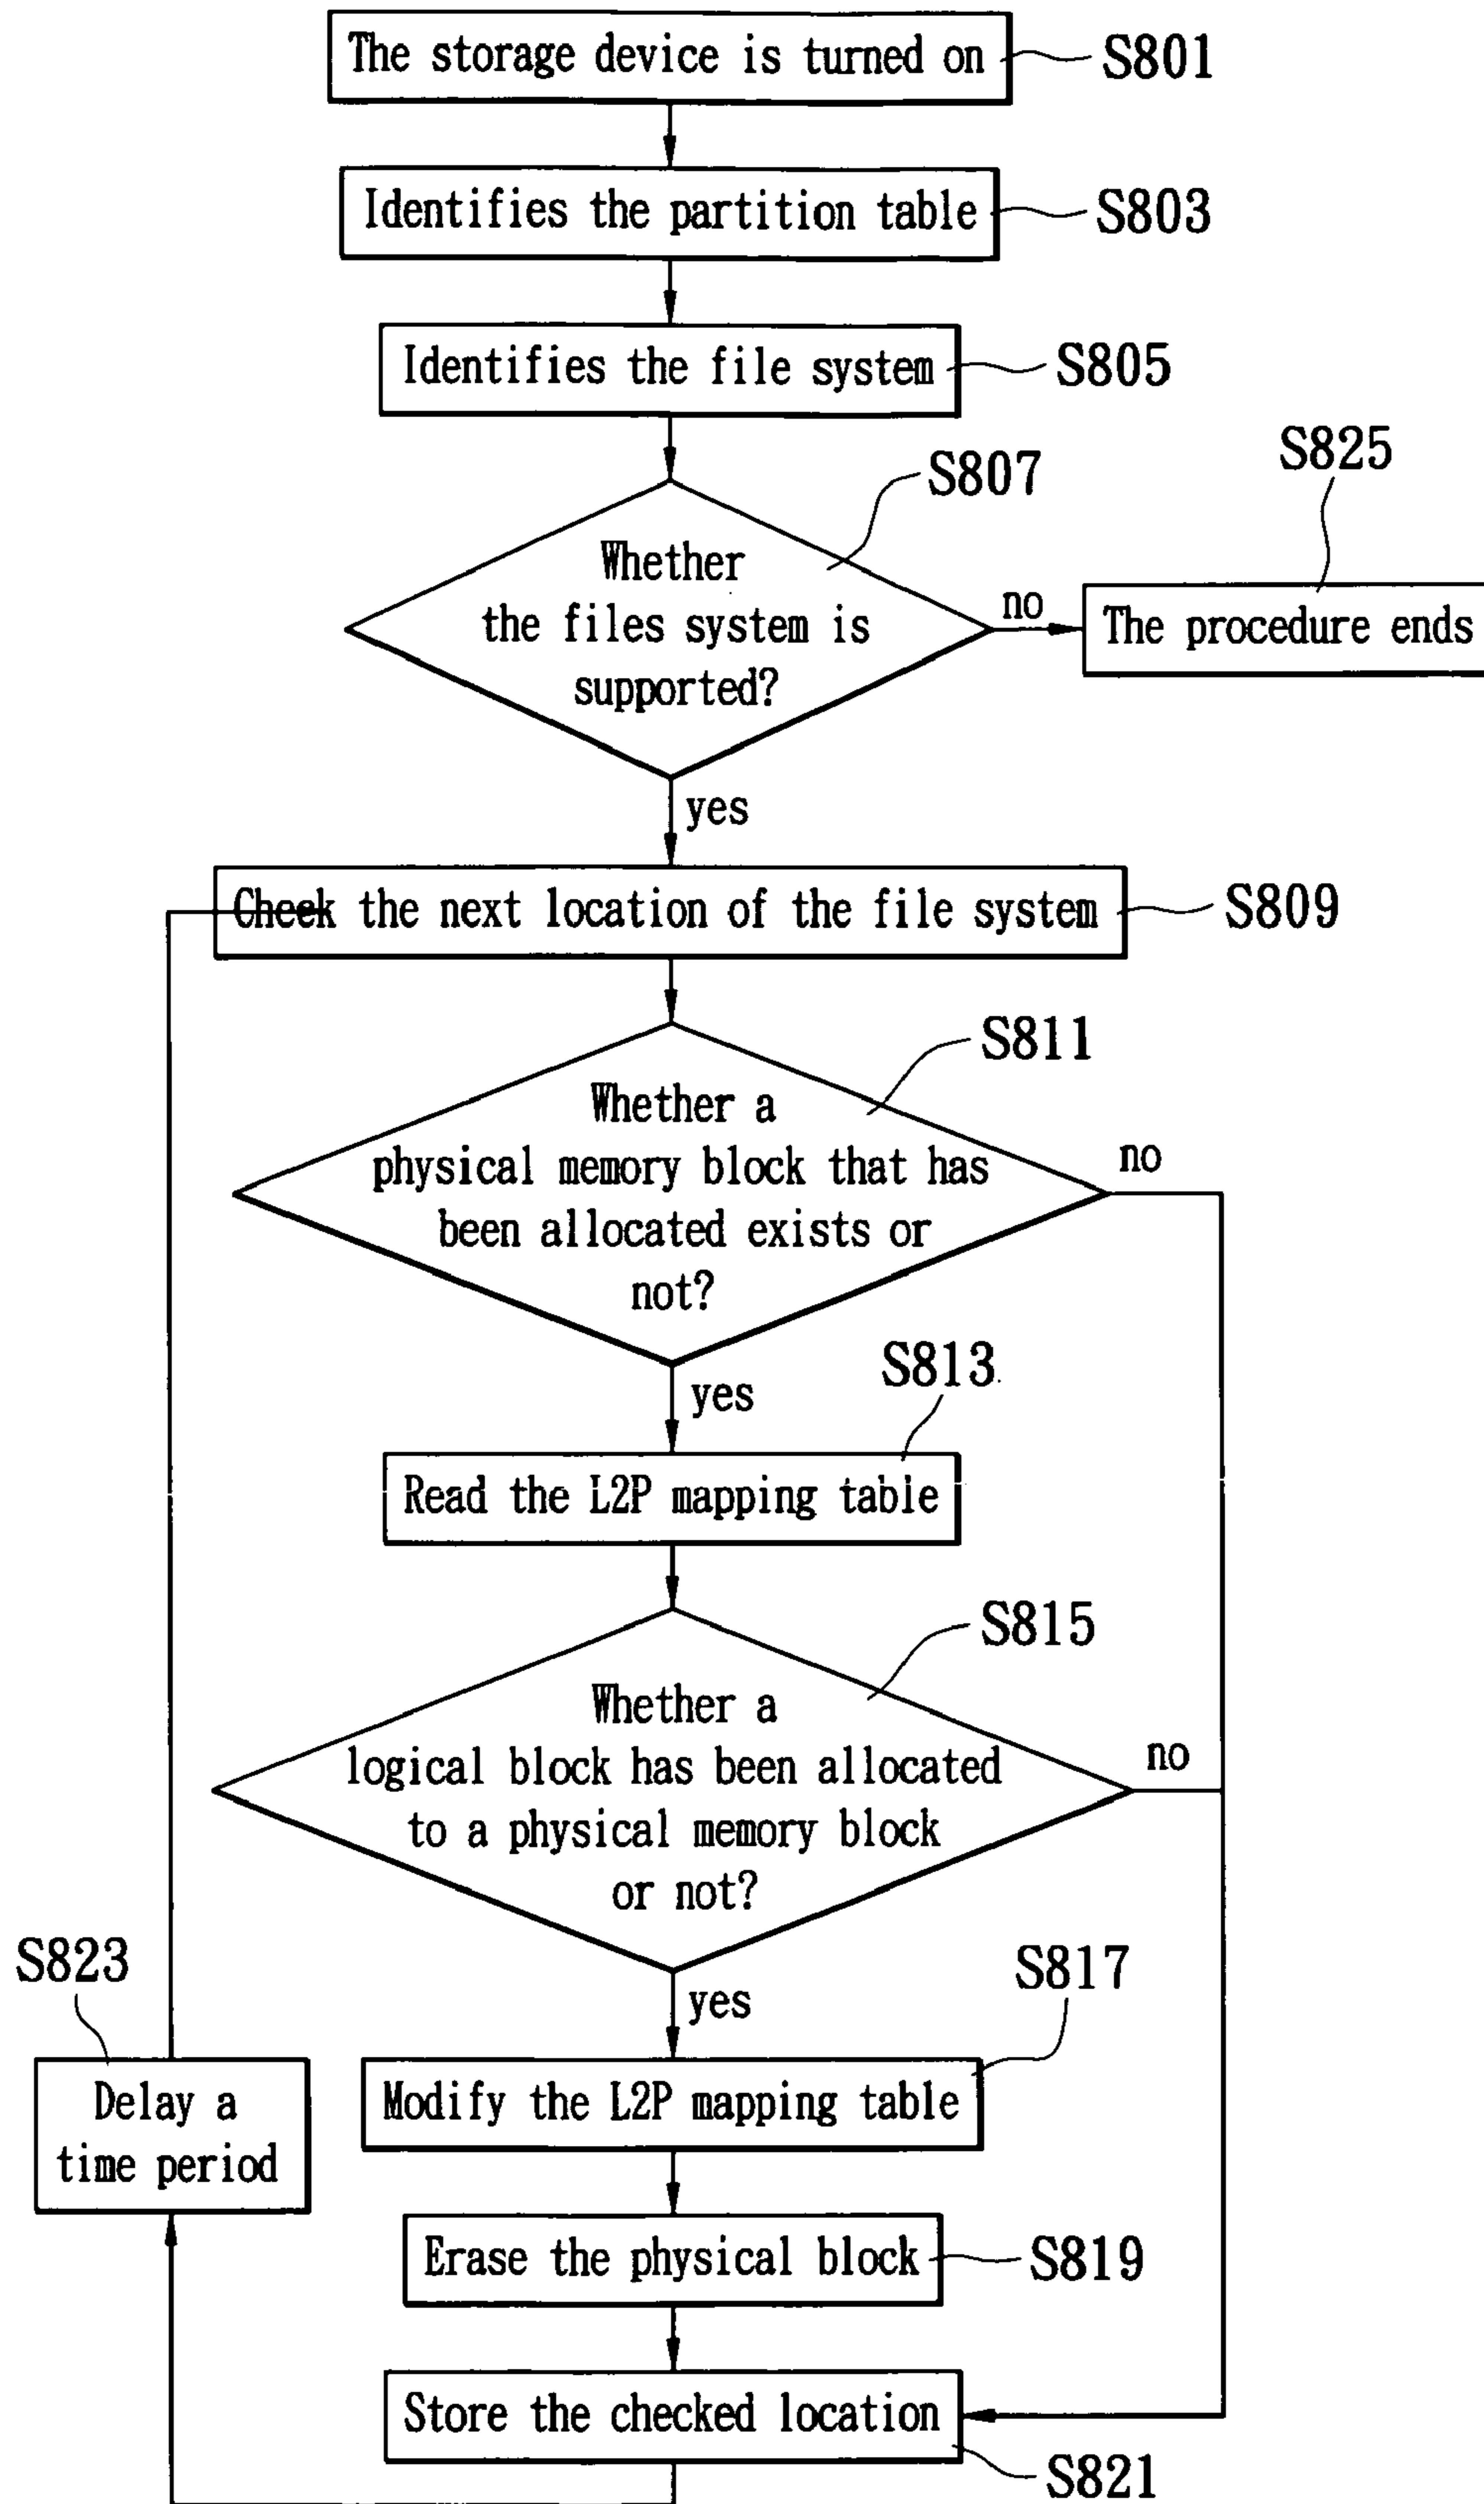 The storage device is turned on
S801
Identifies the partition table
S803
Identifies the file system
S805
S807
S825
Whether
the files system is
supported?
no
The procedure ends
yes
Check the next location of the file system
S809
S811
Whether a
physical memory block that has
been allocated exists or
not?
no
S813
yes
Read the L2P mapping table
S815
Whether a
logical block has been allocated
to a physical memory block
or not?
no
S823
S817
yes
Delay a
time period
Modify the L2P mapping table
Erase the physical block
S819
Store the checked location
S821